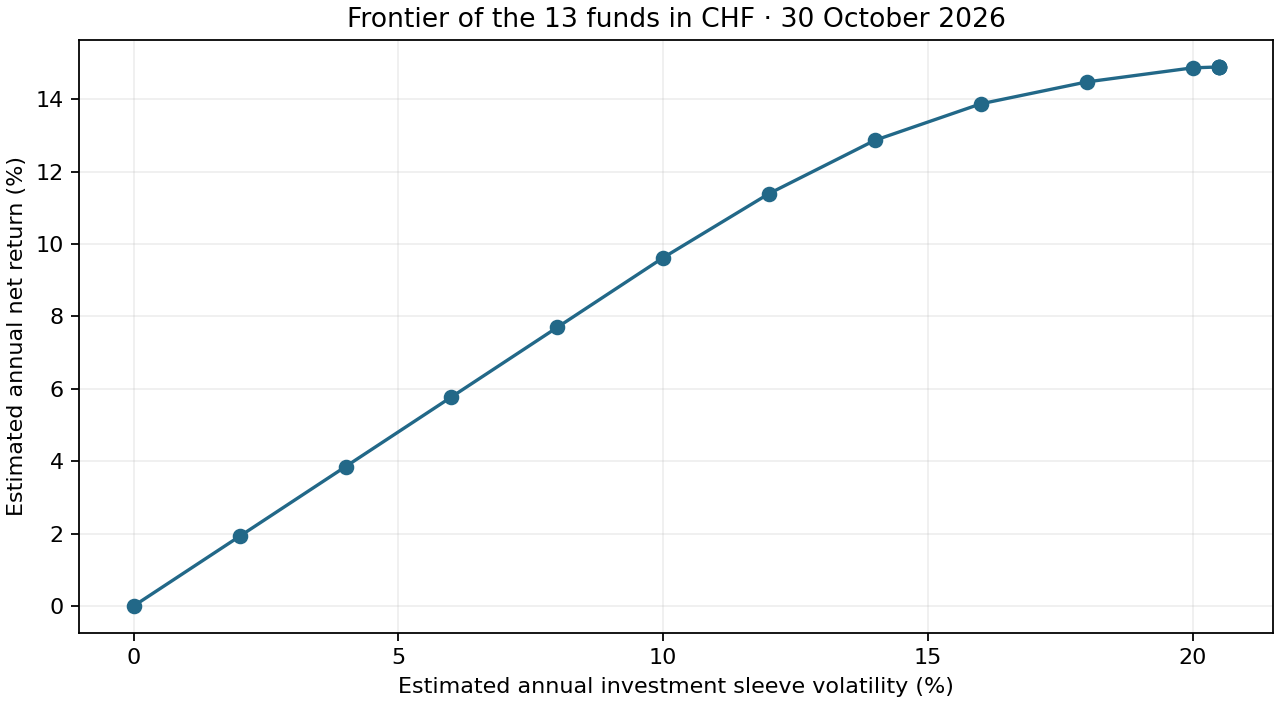 Frontier of the 13 funds in CHF · 30 October 2026
Estimated annual net return (%)
14
12
10
8
6
4
2
0
0 5 10 15 20
Estimated annual investment sleeve volatility (%)